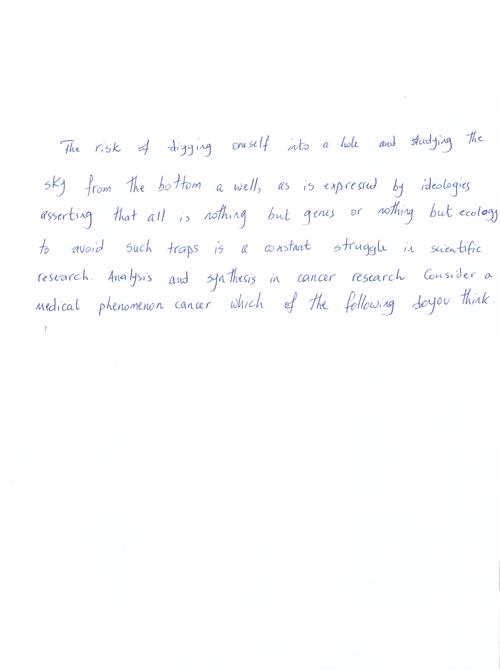 The risk of digging oneself into a hole and studying the
sky from the bottom a well, as is expressed by ideologies
asserting that all is nothing but genes or nothing but ecology
to avoid such traps is a constant struggle in scientific
research. Analysis and synthesis in cancer research Consider a
medical phenomenon cancer which of the following do you think.